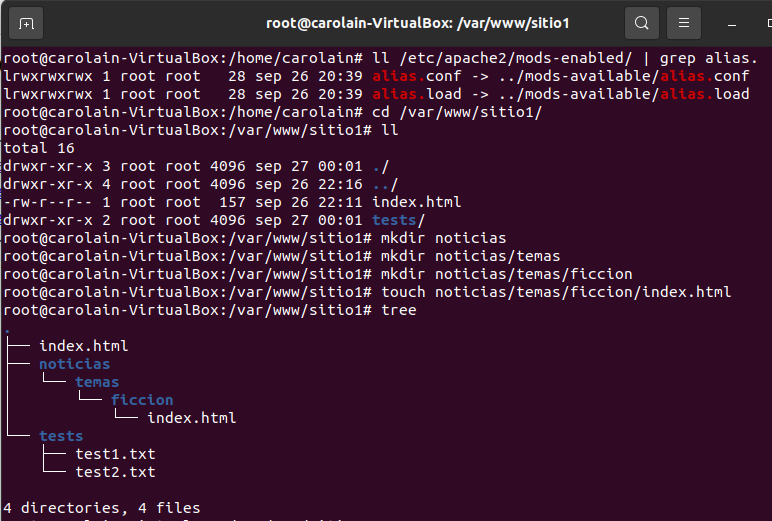 root@carolain-VirtualBox: /var/www/sitio1
root@carolain-VirtualBox:/home/carolain# ll /etc/apache2/mods-enabled/ | grep alias.
lrwxrwxrwx 1 root root   28 sep 26 20:39 alias.conf -> ../mods-available/alias.conf
lrwxrwxrwx 1 root root   28 sep 26 20:39 alias.load -> ../mods-available/alias.load
root@carolain-VirtualBox:/home/carolain# cd /var/www/sitio1/
root@carolain-VirtualBox:/var/www/sitio1# ll
total 16
drwxr-xr-x 3 root root 4096 sep 27 00:01 ./
drwxr-xr-x 4 root root 4096 sep 26 22:16 ../
-rw-r--r-- 1 root root  157 sep 26 22:11 index.html
drwxr-xr-x 2 root root 4096 sep 27 00:01 tests/
root@carolain-VirtualBox:/var/www/sitio1# mkdir noticias
root@carolain-VirtualBox:/var/www/sitio1# mkdir noticias/temas
root@carolain-VirtualBox:/var/www/sitio1# mkdir noticias/temas/ficcion
root@carolain-VirtualBox:/var/www/sitio1# touch noticias/temas/ficcion/index.html
root@carolain-VirtualBox:/var/www/sitio1# tree
.
├── index.html
├── noticias
│   └── temas
│       └── ficcion
│           └── index.html
└── tests
    ├── test1.txt
    └── test2.txt
4 directories, 4 files